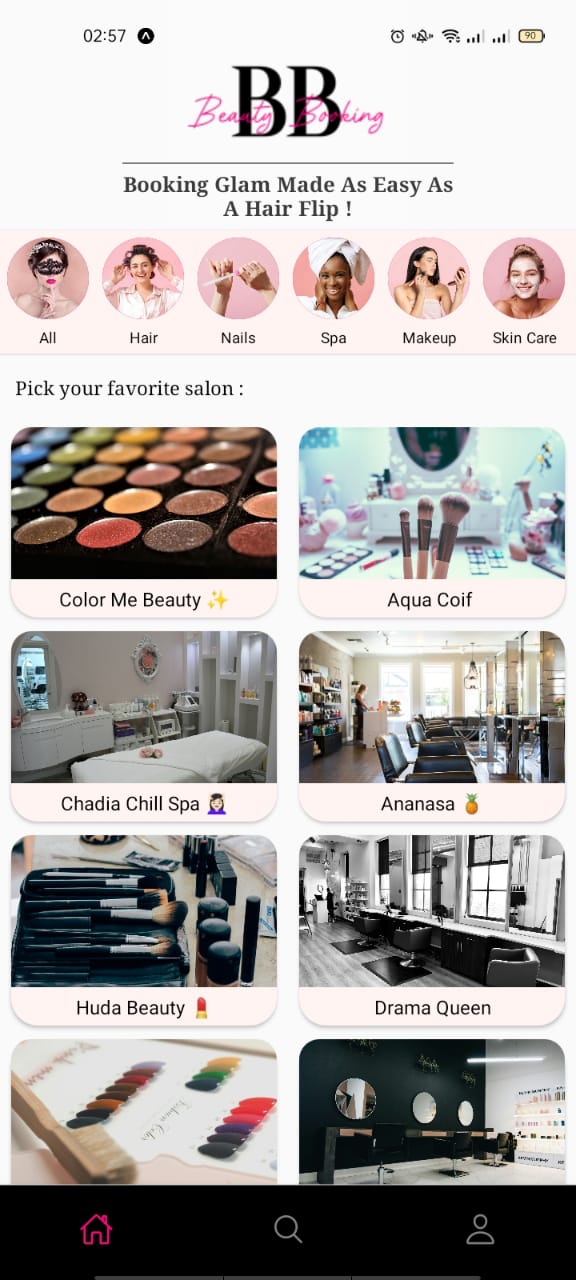 02:57
90
BB
Beauty Booking
Booking Glam Made As Easy As
A Hair Flip !
All
Hair
Nails
Spa
Makeup
Skin Care
Pick your favorite salon :
Color Me Beauty ✨
Aqua Coif
Chadia Chill Spa 💆🏻‍♀️
Ananasa 🍍
Huda Beauty 💄
Drama Queen